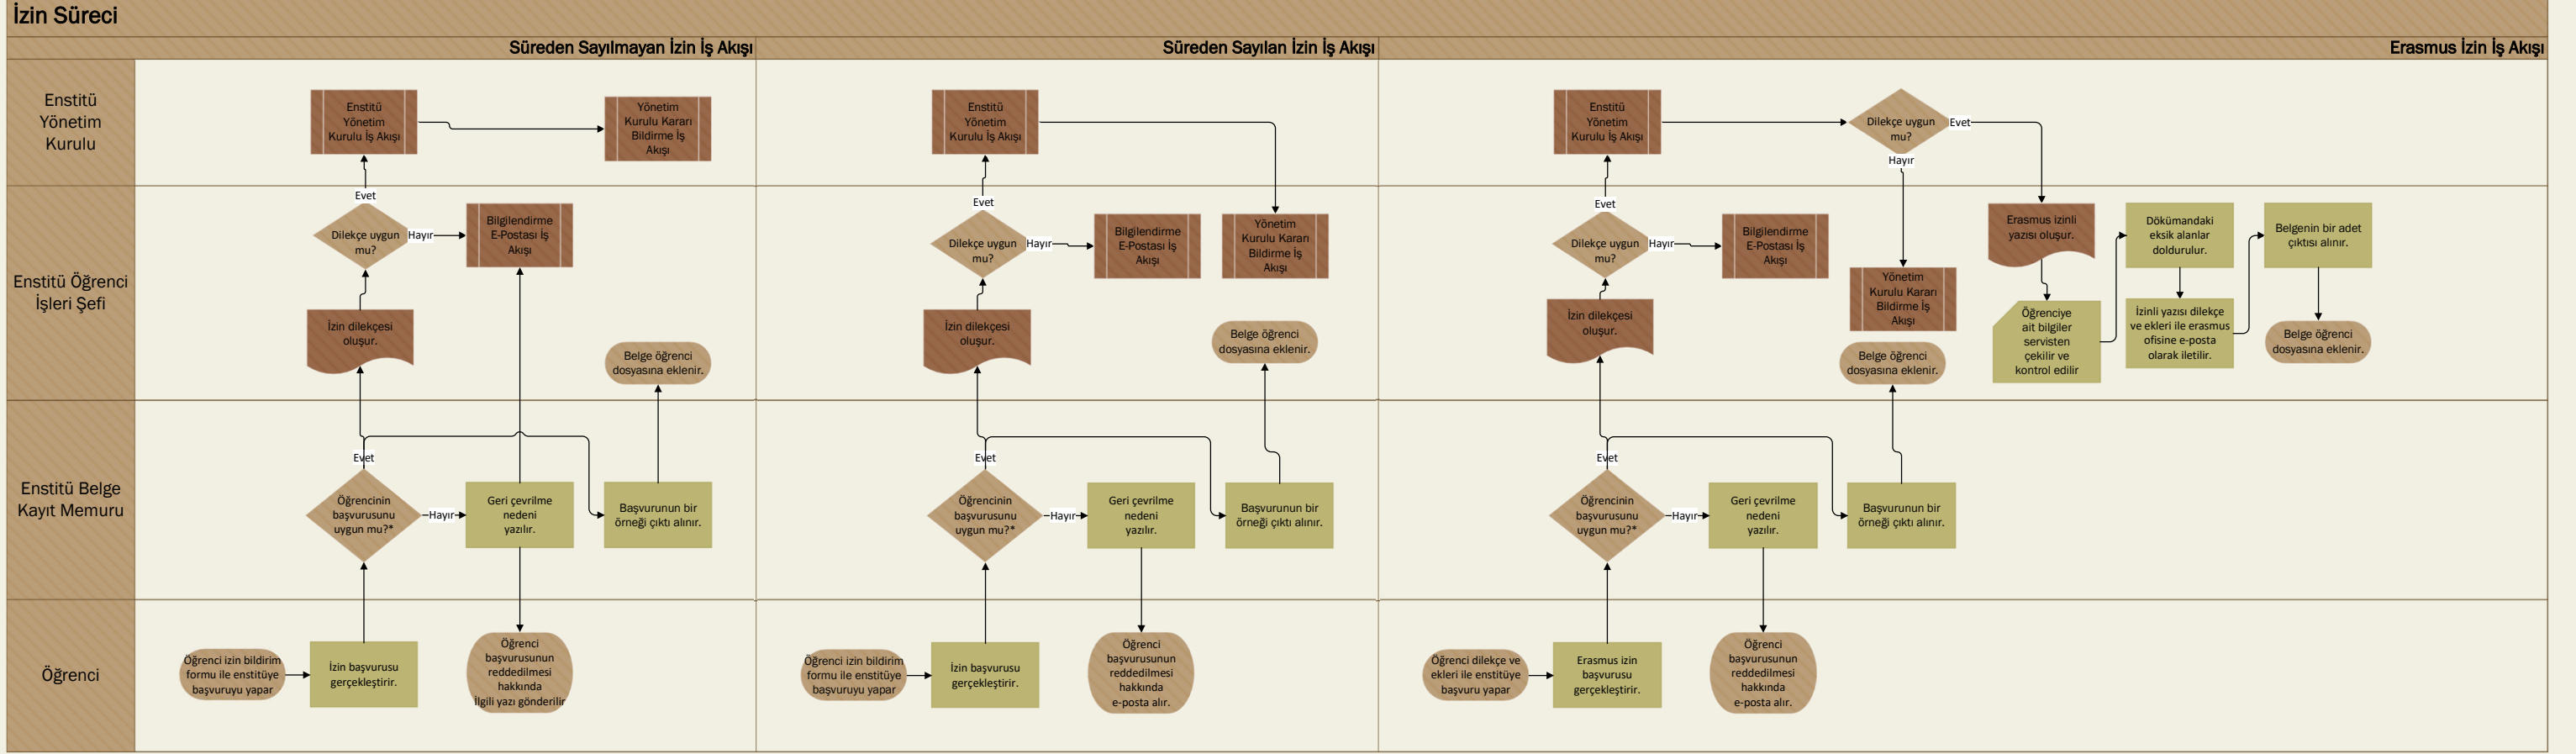 İzin Süreci
Süreden Sayılmayan İzin İş Akışı
Süreden Sayılan İzin İş Akışı
Erasmus İzin İş Akışı
Enstitü
Yönetim
Kurulu
Enstitü
Yönetim
Kurulu İş Akışı
Yönetim
Kurulu Kararı
Bildirme İş
Akışı
Enstitü
Yönetim
Kurulu İş Akışı
Enstitü
Yönetim
Kurulu İş Akışı
Dilekçe uygun
mu?
Evet
Hayır
Enstitü Öğrenci
İşleri Şefi
Evet
Dilekçe uygun
mu?
Hayır
Bilgilendirme
E-Postası İş
Akışı
İzin dilekçesi
oluşur.
Belge öğrenci
dosyasına eklenir.
Evet
Dilekçe uygun
mu?
Hayır
Bilgilendirme
E-Postası İş
Akışı
Yönetim
Kurulu Kararı
Bildirme İş
Akışı
İzin dilekçesi
oluşur.
Belge öğrenci
dosyasına eklenir.
Evet
Dilekçe uygun
mu?
Hayır
Bilgilendirme
E-Postası İş
Akışı
İzin dilekçesi
oluşur.
Yönetim
Kurulu Kararı
Bildirme İş
Akışı
Belge öğrenci
dosyasına eklenir.
Erasmus izinli
yazısı oluşur.
Öğrenciye
ait bilgiler
servisten
çekilir ve
kontrol edilir
Dökümandaki
eksik alanlar
doldurulur.
İzinli yazısı dilekçe
ve ekleri ile erasmus
ofisine e-posta
olarak iletilir.
Belgenin bir adet
çıktısı alınır.
Belge öğrenci
dosyasına eklenir.
Enstitü Belge
Kayıt Memuru
Evet
Öğrencinin
başvurusunu
uygun mu?*
Hayır
Geri çevrilme
nedeni
yazılır.
Başvurunun bir
örneği çıktı alınır.
Evet
Öğrencinin
başvurusunu
uygun mu?*
Hayır
Geri çevrilme
nedeni
yazılır.
Başvurunun bir
örneği çıktı alınır.
Evet
Öğrencinin
başvurusunu
uygun mu?*
Hayır
Geri çevrilme
nedeni
yazılır.
Başvurunun bir
örneği çıktı alınır.
Öğrenci
Öğrenci izin bildirim
formu ile enstitüye
başvuruyu yapar
İzin başvurusu
gerçekleştirir.
Öğrenci
başvurusunun
reddedilmesi
hakkında
İlgili yazı gönderilir
Öğrenci izin bildirim
formu ile enstitüye
başvuruyu yapar
İzin başvurusu
gerçekleştirir.
Öğrenci
başvurusunun
reddedilmesi
hakkında
e-posta alır.
Öğrenci dilekçe ve
ekleri ile enstitüye
başvuru yapar
Erasmus izin
başvurusu
gerçekleştirir.
Öğrenci
başvurusunun
reddedilmesi
hakkında
e-posta alır.